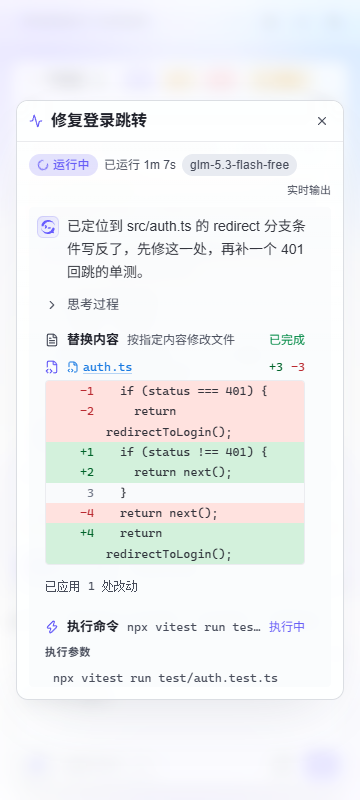 修复登录跳转
运行中 已运行 1m 7s glm-5.3-flash-free
实时输出
已定位到 src/auth.ts 的 redirect 分支条
件写反了，先修这一处，再补一个 401
回跳的单测。
思考过程
替换内容 按指定内容修改文件 已完成
auth.ts +3 −3
−1 if (status === 401) {
−2 return
redirectToLogin();
+1 if (status !== 401) {
+2 return next();
3 }
−4 return next();
+4 return
redirectToLogin();
已应用 1 处改动
执行命令 npx vitest run tes… 执行中
执行参数
npx vitest run test/auth.test.ts